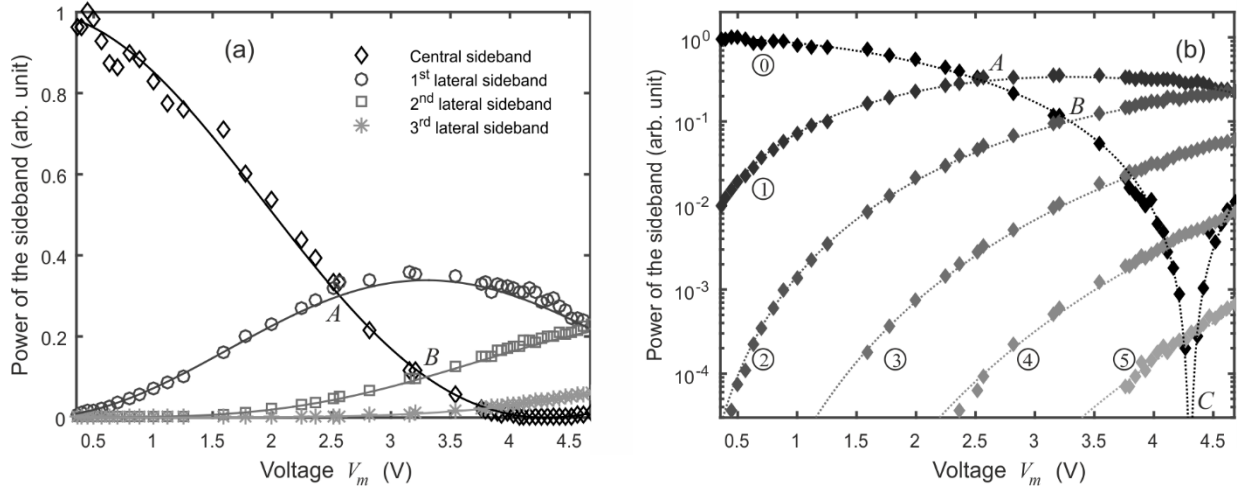 (a)
Central sideband
1st lateral sideband
2nd lateral sideband
3rd lateral sideband
A
B
1
0.8
0.6
0.4
0.2
0
0.5 1 1.5 2 2.5 3 3.5 4 4.5
Power of the sideband (arb. unit)
Voltage Vm (V)
(b)
0
A
B
1
2
3
4
5
C
10^0
10^-1
10^-2
10^-3
10^-4
0.5 1.0 1.5 2.0 2.5 3.0 3.5 4.0 4.5
Power of the sideband (arb. unit)
Voltage Vm (V)